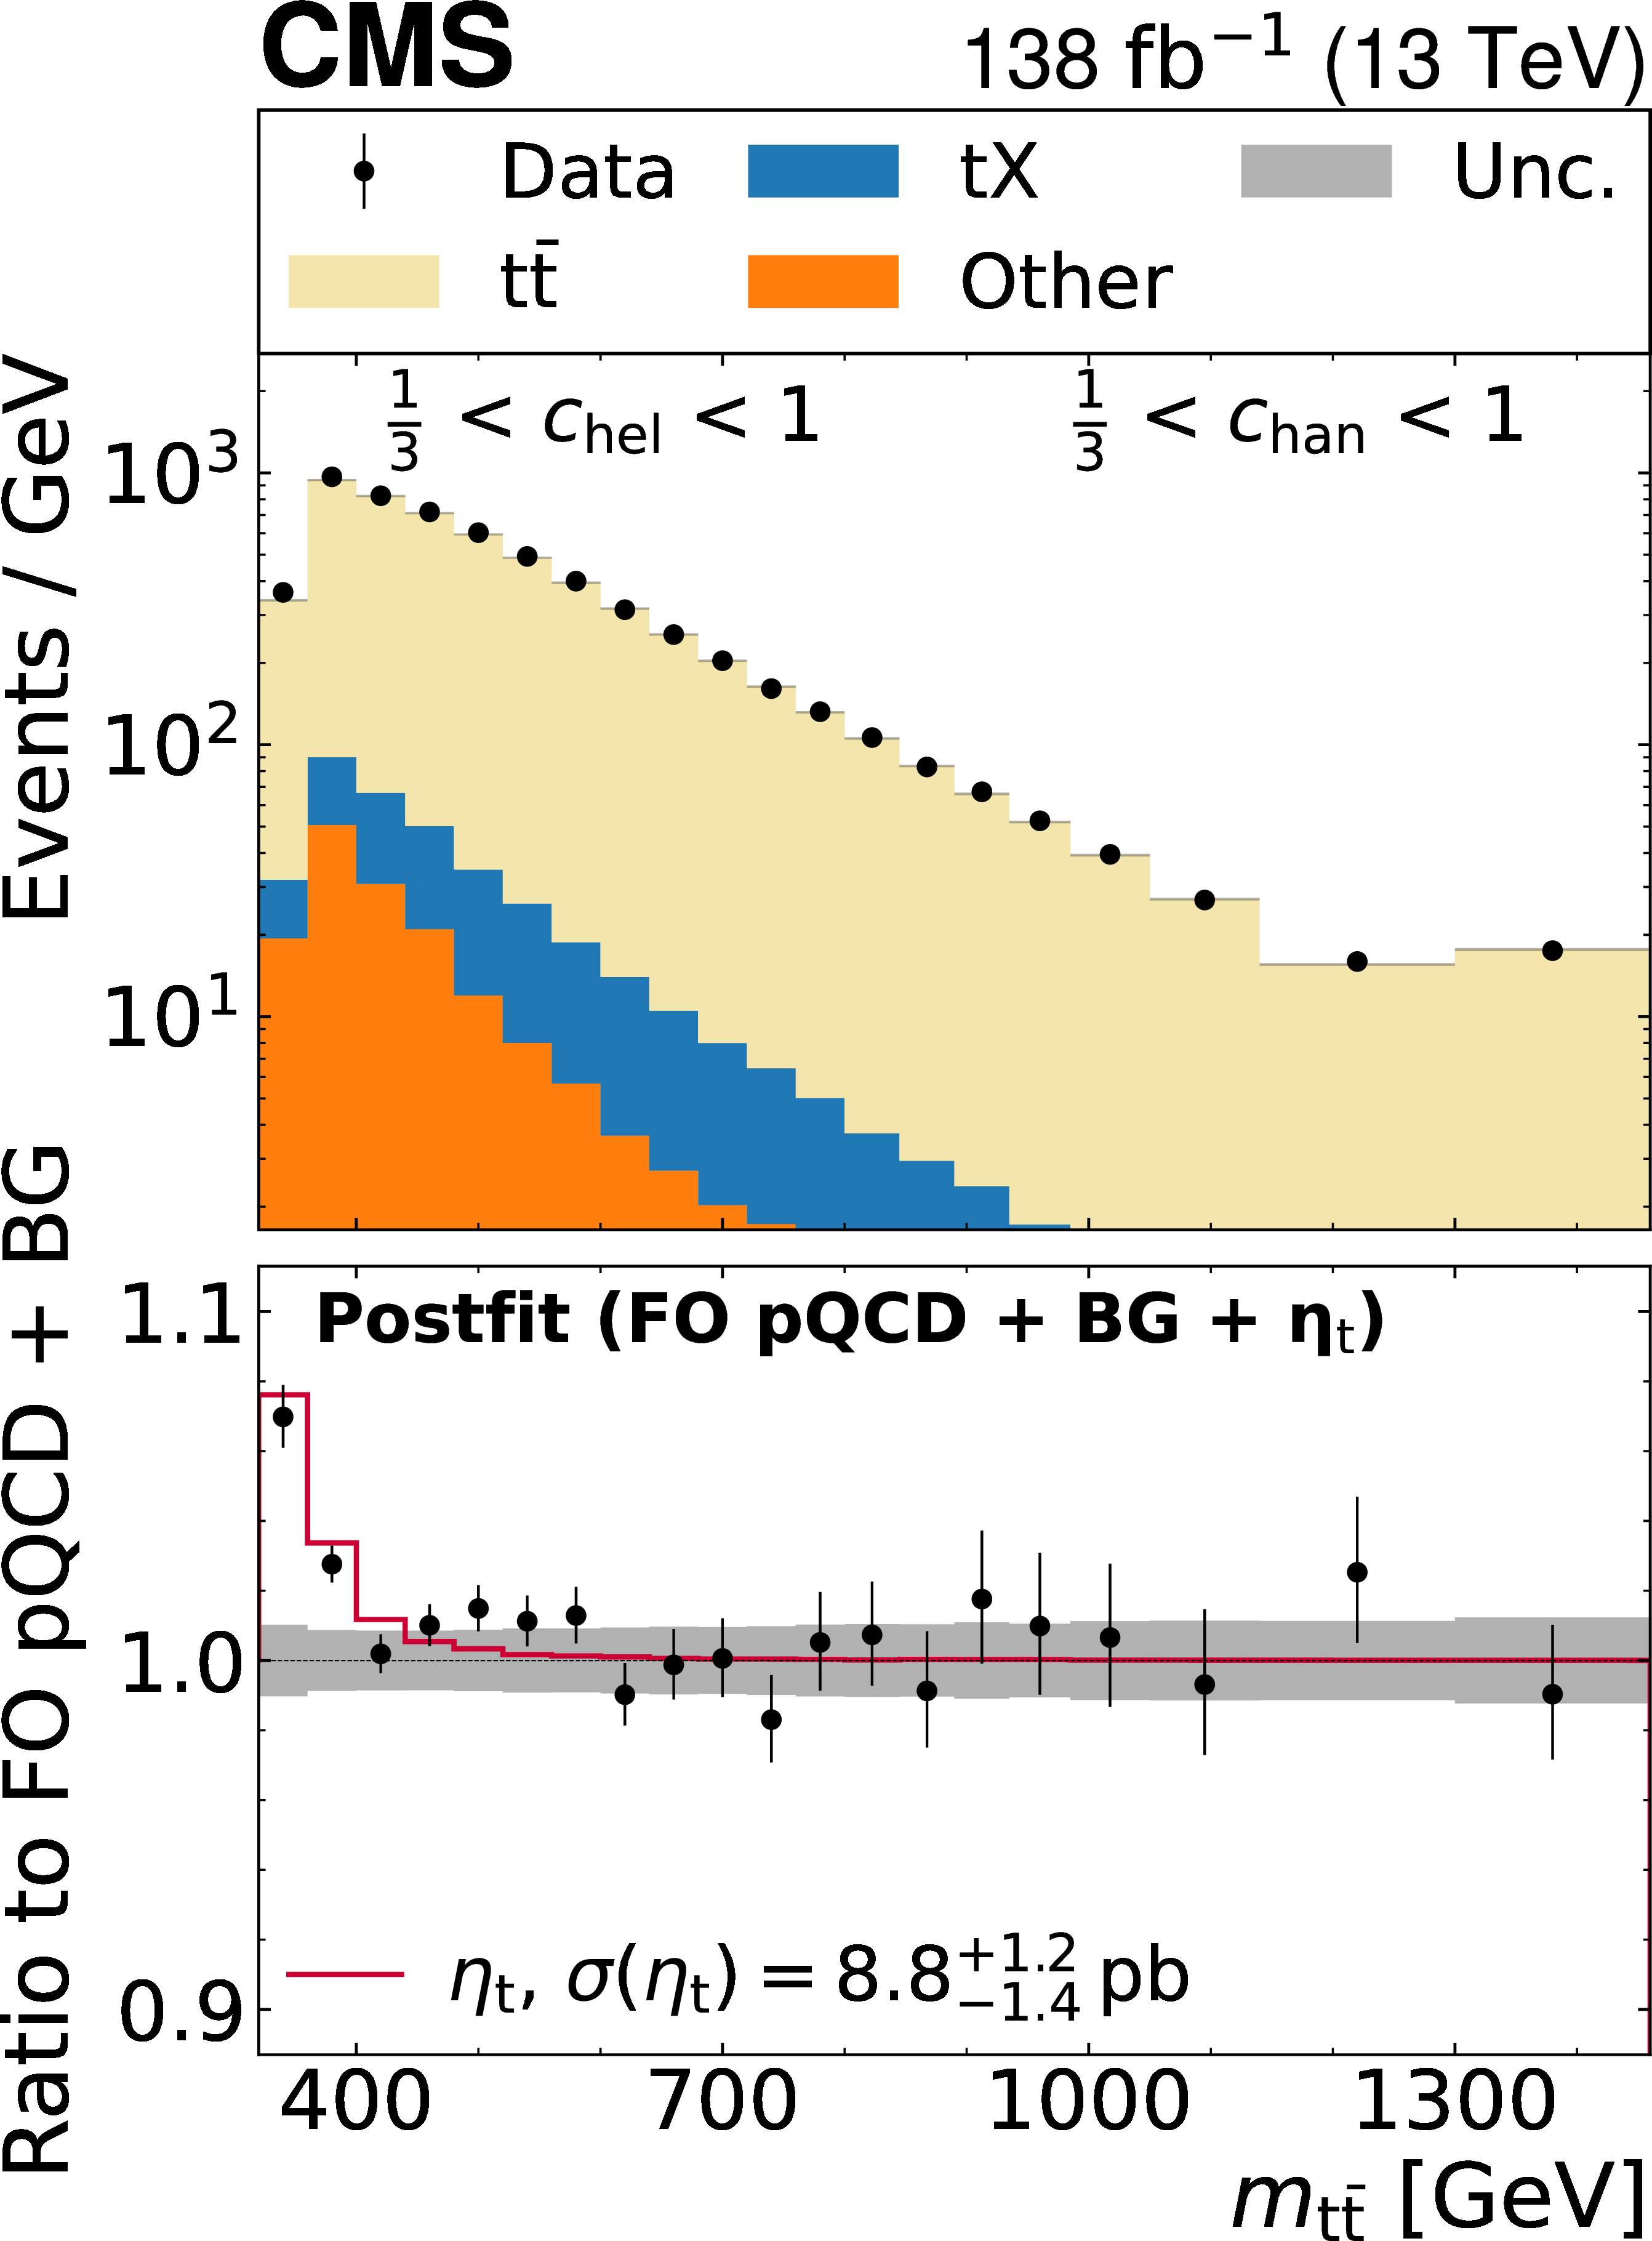 CMS 138 fb⁻¹ (13 TeV)
Data tX Unc.
tt̄ Other
Events / GeV
1/3 < c_hel < 1 1/3 < c_han < 1
10³
10²
10¹
Ratio to FO pQCD + BG
Postfit (FO pQCD + BG + η_t)
1.1
1.0
0.9
η_t, σ(η_t) = 8.8 +1.2 −1.4 pb
400 700 1000 1300
m_tt̄ [GeV]